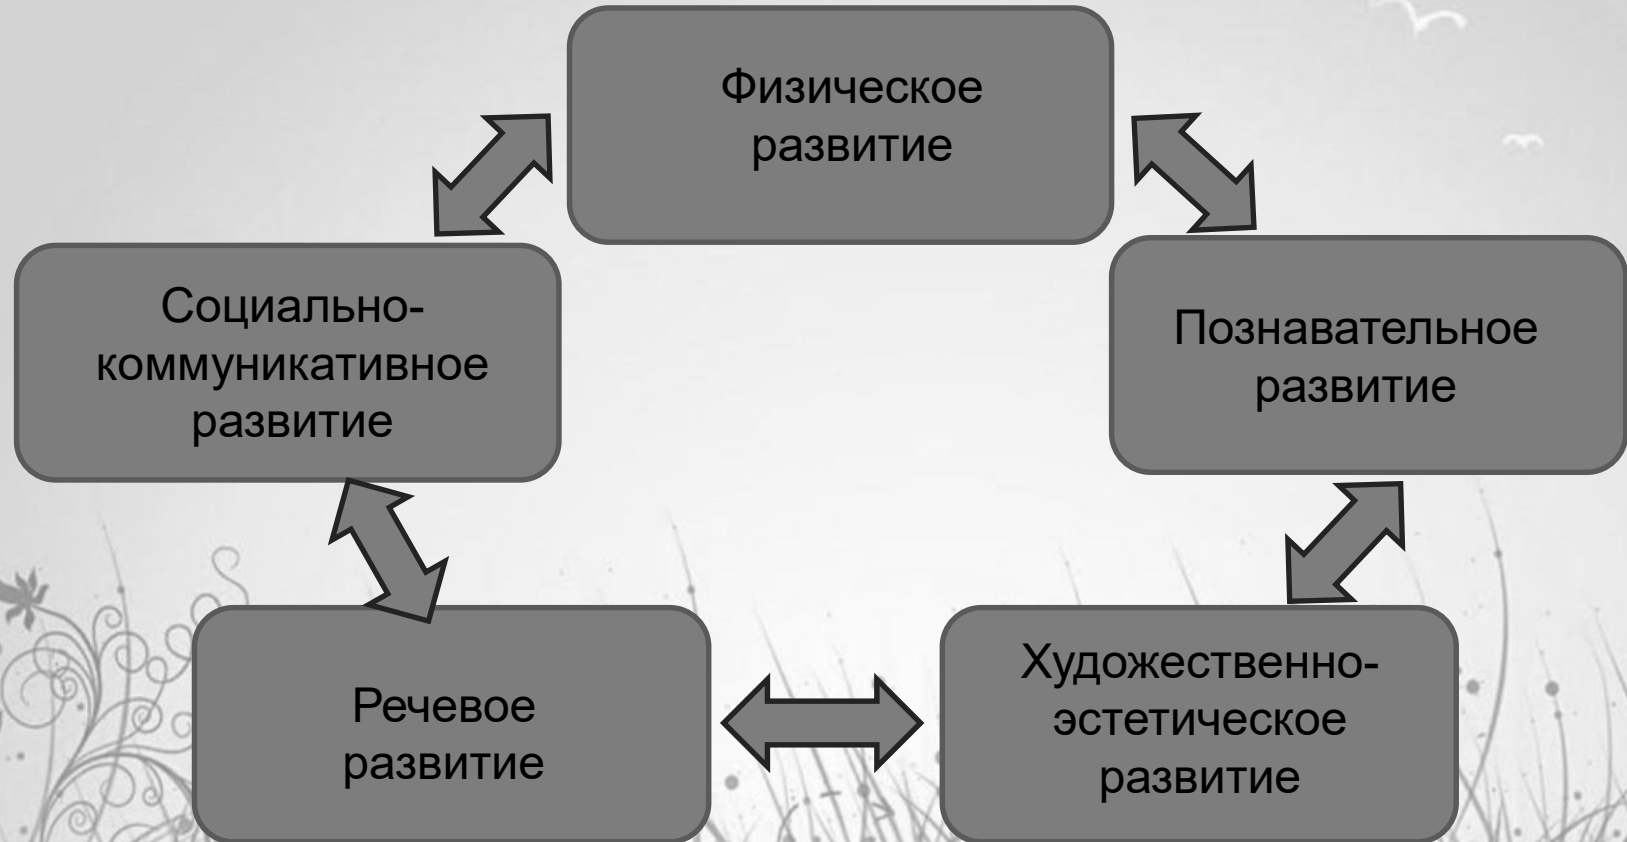 Физическое
развитие
Социально-
коммуникативное
развитие
Познавательное
развитие
Речевое
развитие
Художественно-
эстетическое
развитие